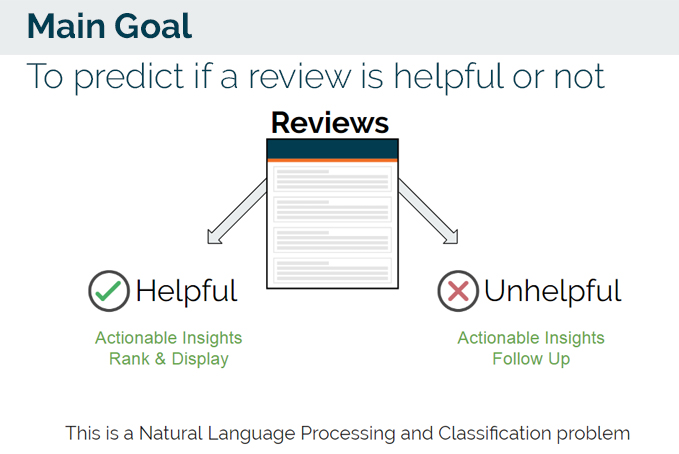 Main Goal
To predict if a review is helpful or not
Reviews
Helpful
Actionable Insights
Rank & Display
Unhelpful
Actionable Insights
Follow Up
This is a Natural Language Processing and Classification problem